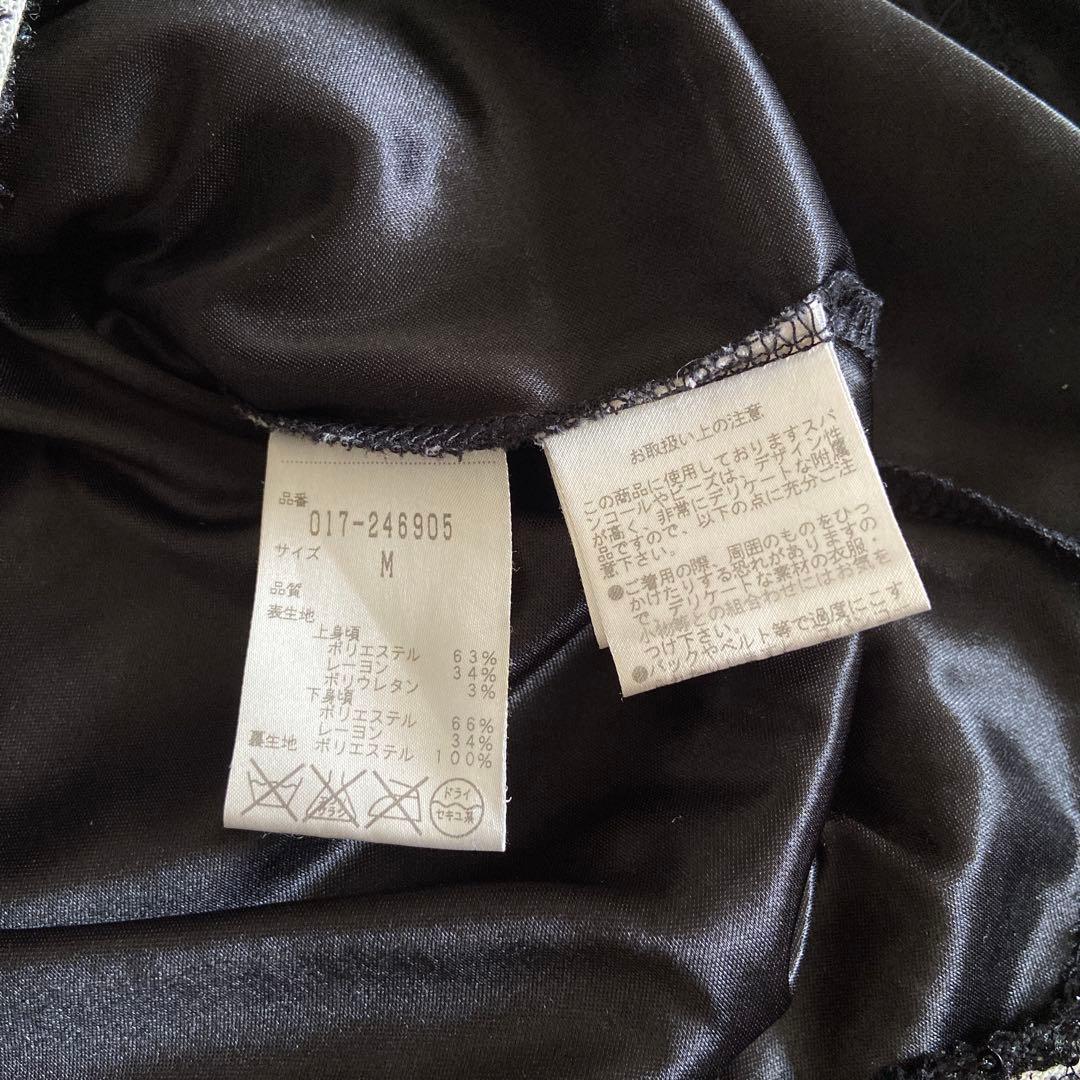 品番
017-246905
サイズ
M
品質
表生地
上身頃
ポリエステル 63%
レーヨン 34%
ポリウレタン 3%
下身頃
ポリエステル 66%
レーヨン 34%
裏生地 ポリエステル 100%
ドライ
セキユ系
お取扱い上の注意
この商品に使用しておりますスパ
ンコールやビーズは、デザイン性
が高く、非常にデリケートな附属
品ですので、以下の点に充分ご注
意下さい。
●ご着用の際、周囲のものをひっ
かけたりする恐れがありますの
で、デリケートな素材の衣服・
小物等との組合わせにはお気を
つけ下さい。
●バックやベルト等で過度にこす